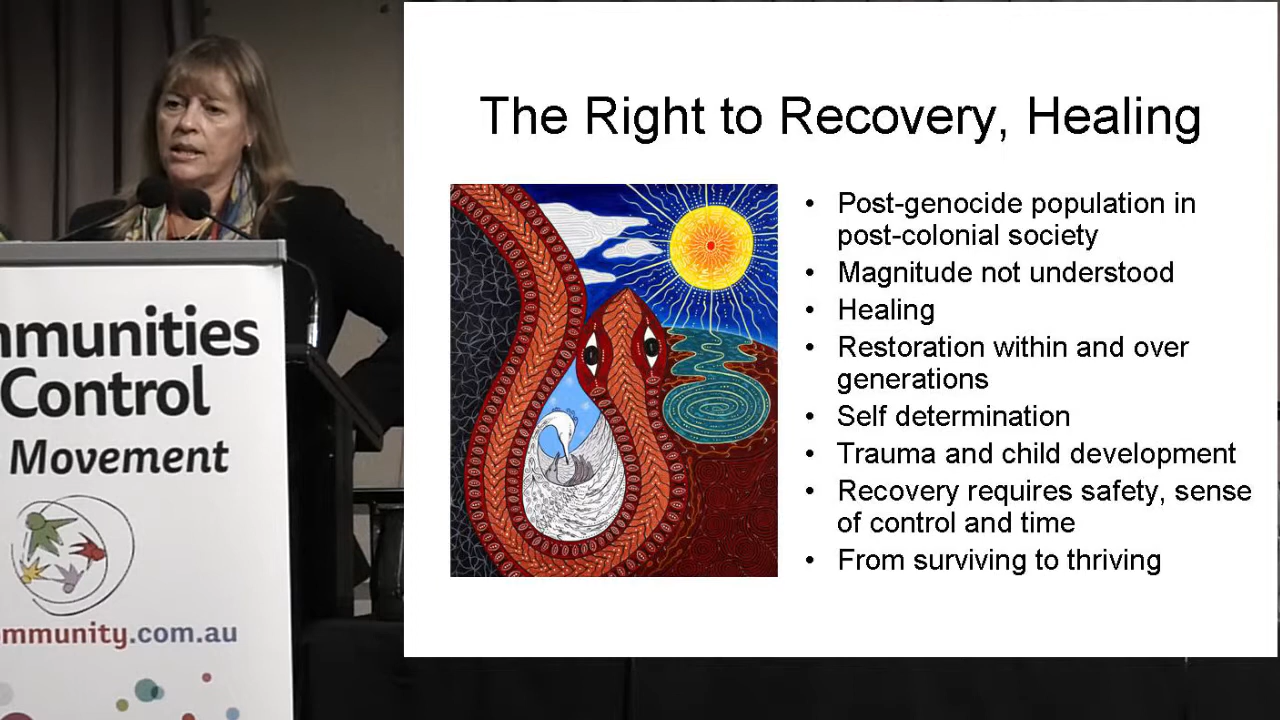 mmunities
Control
Movement
ommunity.com.au
The Right to Recovery, Healing
• Post-genocide population in
post-colonial society
• Magnitude not understood
• Healing
• Restoration within and over
generations
• Self determination
• Trauma and child development
• Recovery requires safety, sense
of control and time
• From surviving to thriving